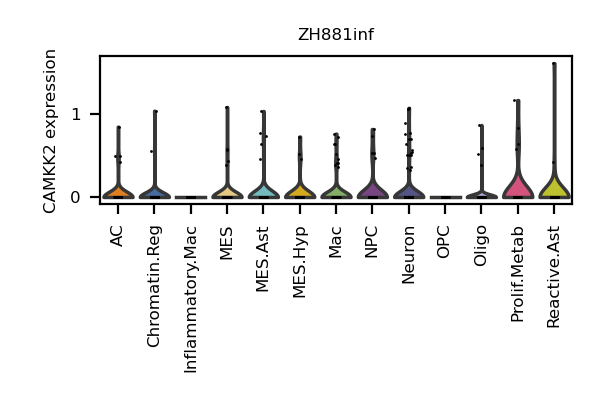 ZH881inf
CAMKK2 expression
1
0
AC
Chromatin.Reg
Inflammatory.Mac
MES
MES.Ast
MES.Hyp
Mac
NPC
Neuron
OPC
Oligo
Prolif.Metab
Reactive.Ast